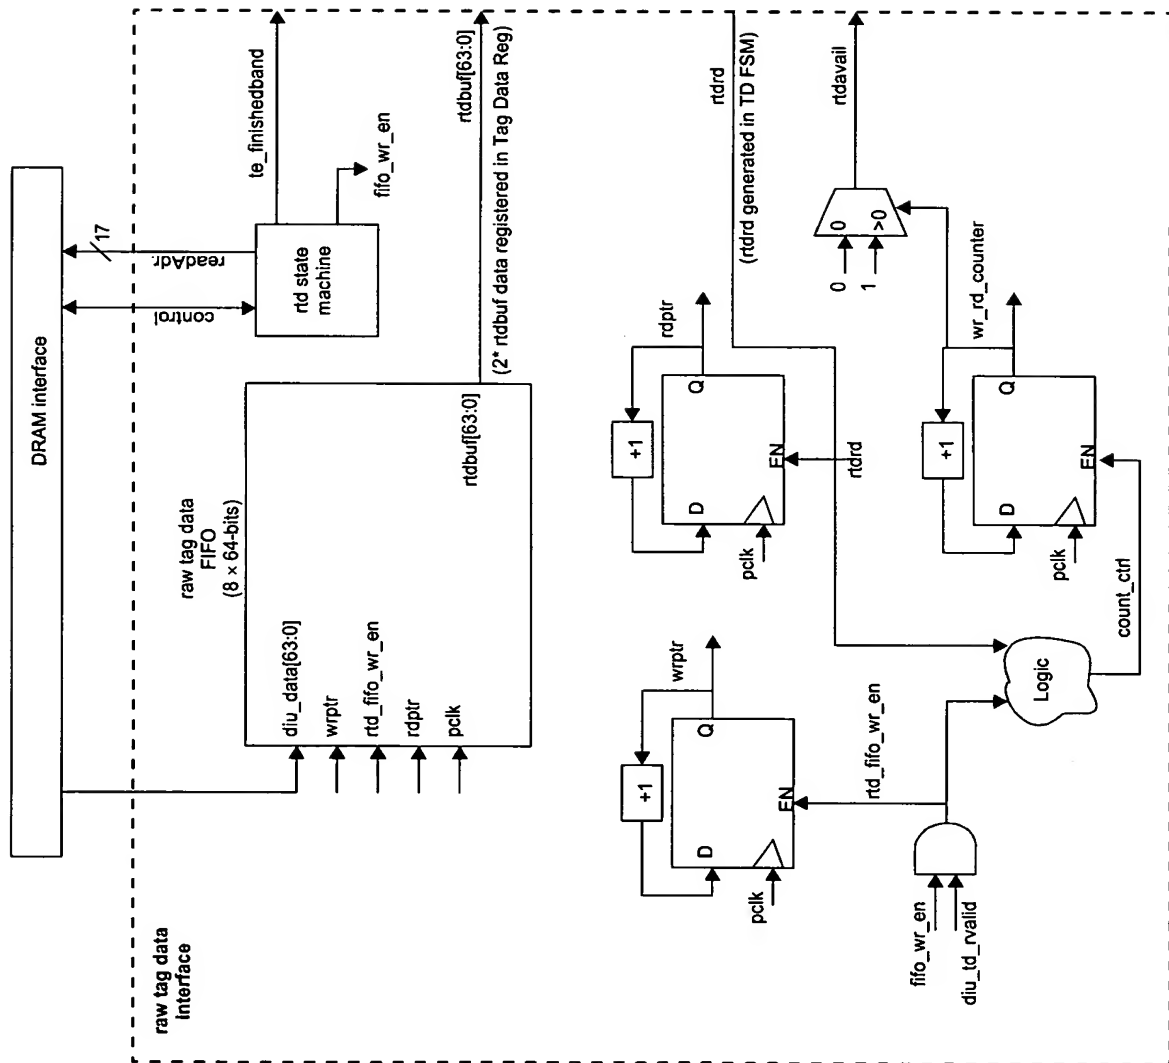 DRAM interface
raw tag data
interface
control
readAdr.
17
rtd state
machine
te_finishedband
fifo_wr_en
raw tag data
FIFO
(8 × 64-bits)
diu_data[63:0]
wrptr
rtd_fifo_wr_en
rdptr
pclk
rtdbuf[63:0]
rtdbuf[63:0]
(2* rtdbuf data registered in Tag Data Reg)
rtdrd
(rtdrd generated in TD FSM)
+1
D
Q
EN
pclk
wrptr
+1
D
Q
EN
pclk
rdptr
rtdrd
fifo_wr_en
diu_td_rvalid
rtd_fifo_wr_en
Logic
count_ctrl
+1
D
Q
EN
pclk
wr_rd_counter
0
1
0
>0
rtdavail